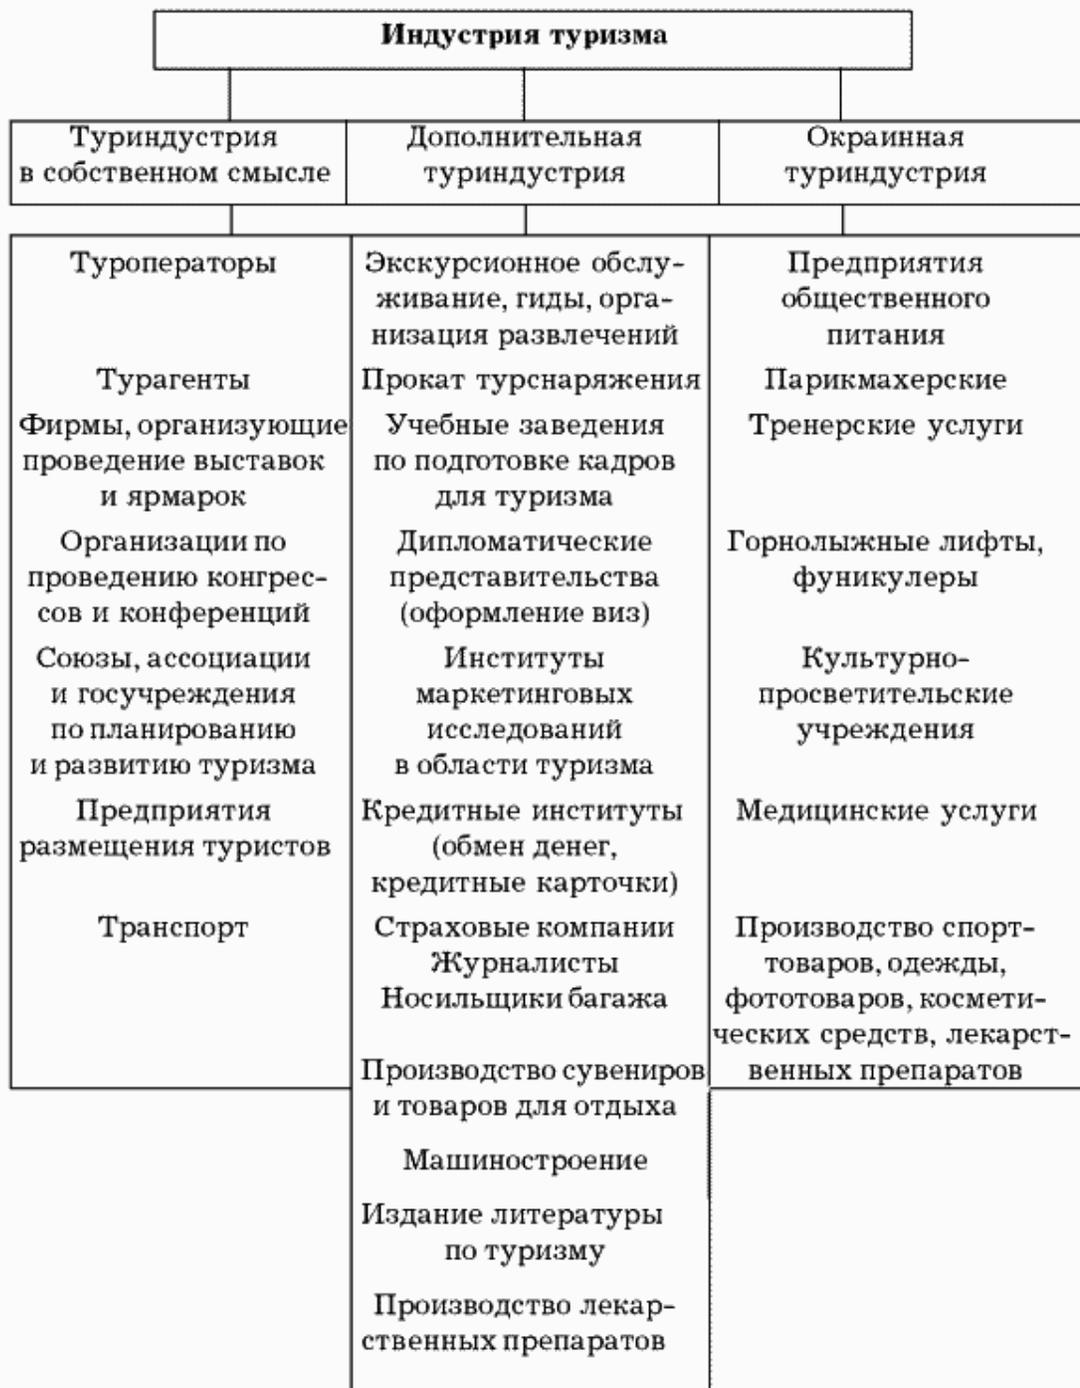 Индустрия туризма
Туриндустрия
в собственном смысле
Дополнительная
туриндустрия
Окраинная
туриндустрия
Туроператоры
Турагенты
Фирмы, организующие
проведение выставок
и ярмарок
Организации по
проведению конгрес-
сов и конференций
Союзы, ассоциации
и госучреждения
по планированию
и развитию туризма
Предприятия
размещения туристов
Транспорт
Экскурсионное обслу-
живание, гиды, орга-
низация развлечений
Прокат турснаряжения
Учебные заведения
по подготовке кадров
для туризма
Дипломатические
представительства
(оформление виз)
Институты
маркетинговых
исследований
в области туризма
Кредитные институты
(обмен денег,
кредитные карточки)
Страховые компании
Журналисты
Носильщики багажа
Производство сувениров
и товаров для отдыха
Машиностроение
Издание литературы
по туризму
Производство лекар-
ственных препаратов
Предприятия
общественного
питания
Парикмахерские
Тренерские услуги
Горнолыжные лифты,
фуникулеры
Культурно-
просветительские
учреждения
Медицинские услуги
Производство спорт-
товаров, одежды,
фототоваров, космети-
ческих средств, лекарст-
венных препаратов